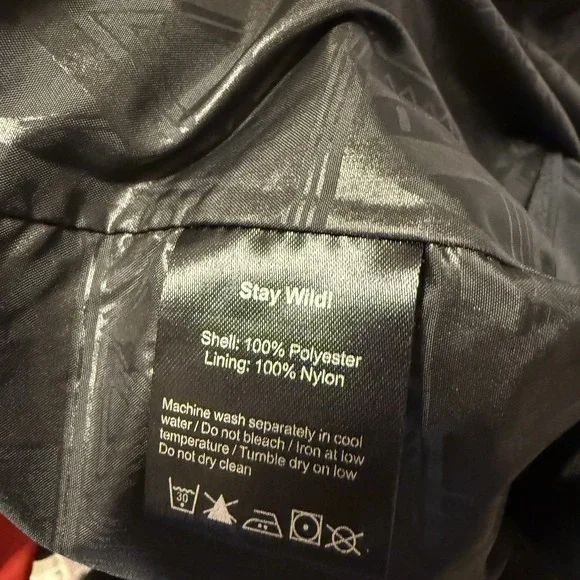 Stay Wild!
Shell: 100% Polyester
Lining: 100% Nylon
Machine wash separately in cool
water / Do not bleach / Iron at low
temperature / Tumble dry on low
Do not dry clean
30